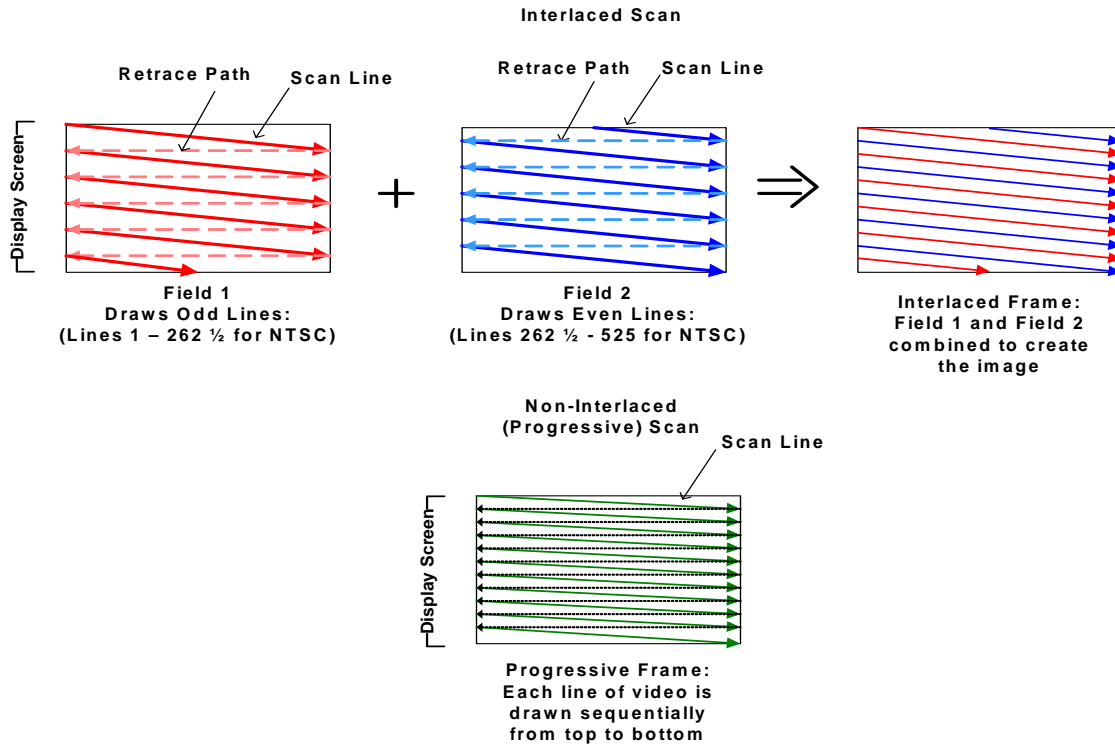 Interlaced Scan
Retrace Path
Scan Line
Retrace Path
Scan Line
Display Screen
Field 1
Draws Odd Lines:
(Lines 1 – 262 ½ for NTSC)
Field 2
Draws Even Lines:
(Lines 262 ½ - 525 for NTSC)
Interlaced Frame:
Field 1 and Field 2
combined to create
the image
Non-Interlaced
(Progressive) Scan
Scan Line
Display Screen
Progressive Frame:
Each line of video is
drawn sequentially
from top to bottom